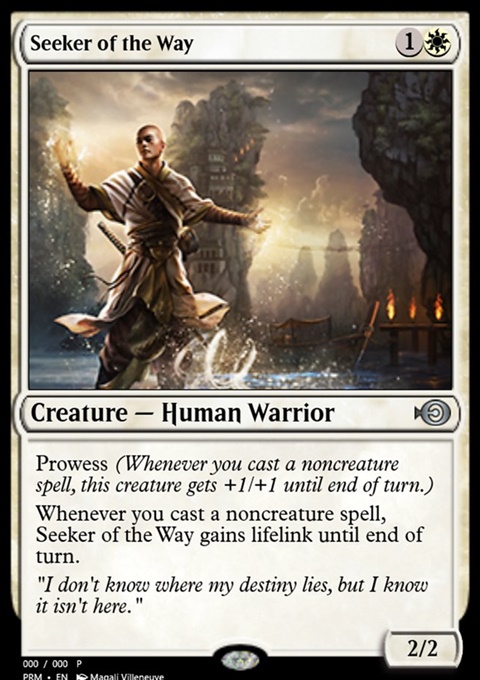 Seeker of the Way
1
Creature — Human Warrior
Prowess (Whenever you cast a noncreature
spell, this creature gets +1/+1 until end of turn.)
Whenever you cast a noncreature spell,
Seeker of the Way gains lifelink until end of
turn.
"I don't know where my destiny lies, but I know
it isn't here."
2/2
000 / 000 P
PRM • EN Magali Villeneuve